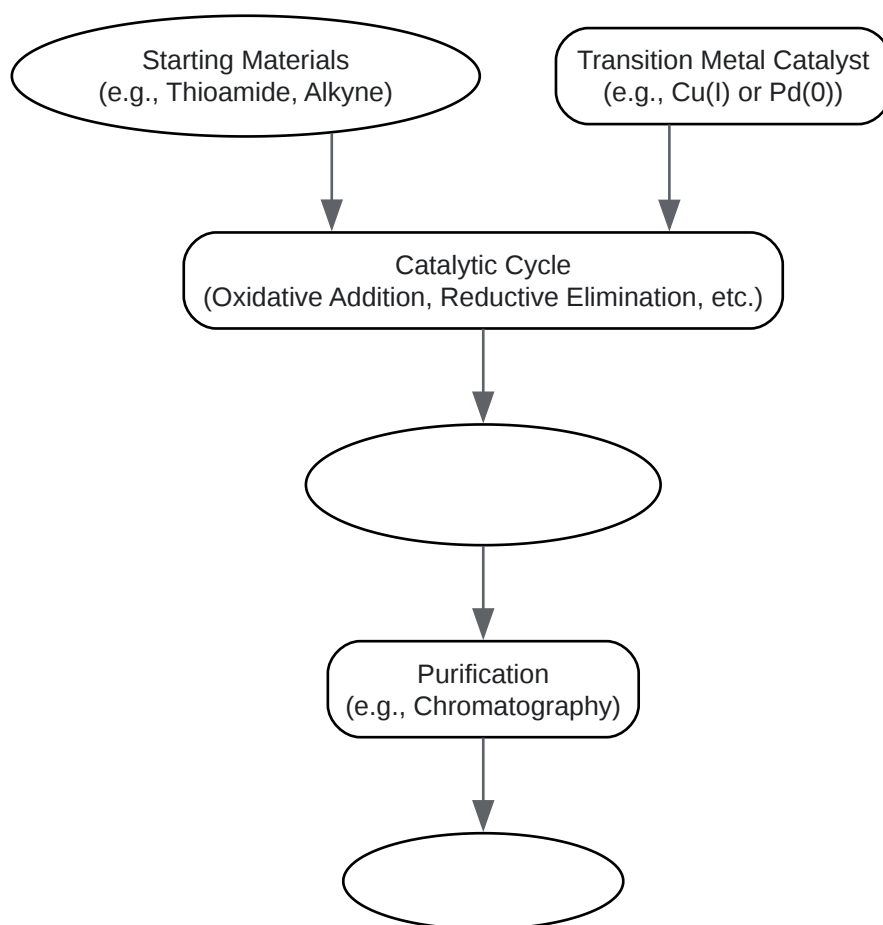 Starting Materials
(e.g., Thioamide, Alkyne)
Transition Metal Catalyst
(e.g., Cu(I) or Pd(0))
Catalytic Cycle
(Oxidative Addition, Reductive Elimination, etc.)
Purification
(e.g., Chromatography)